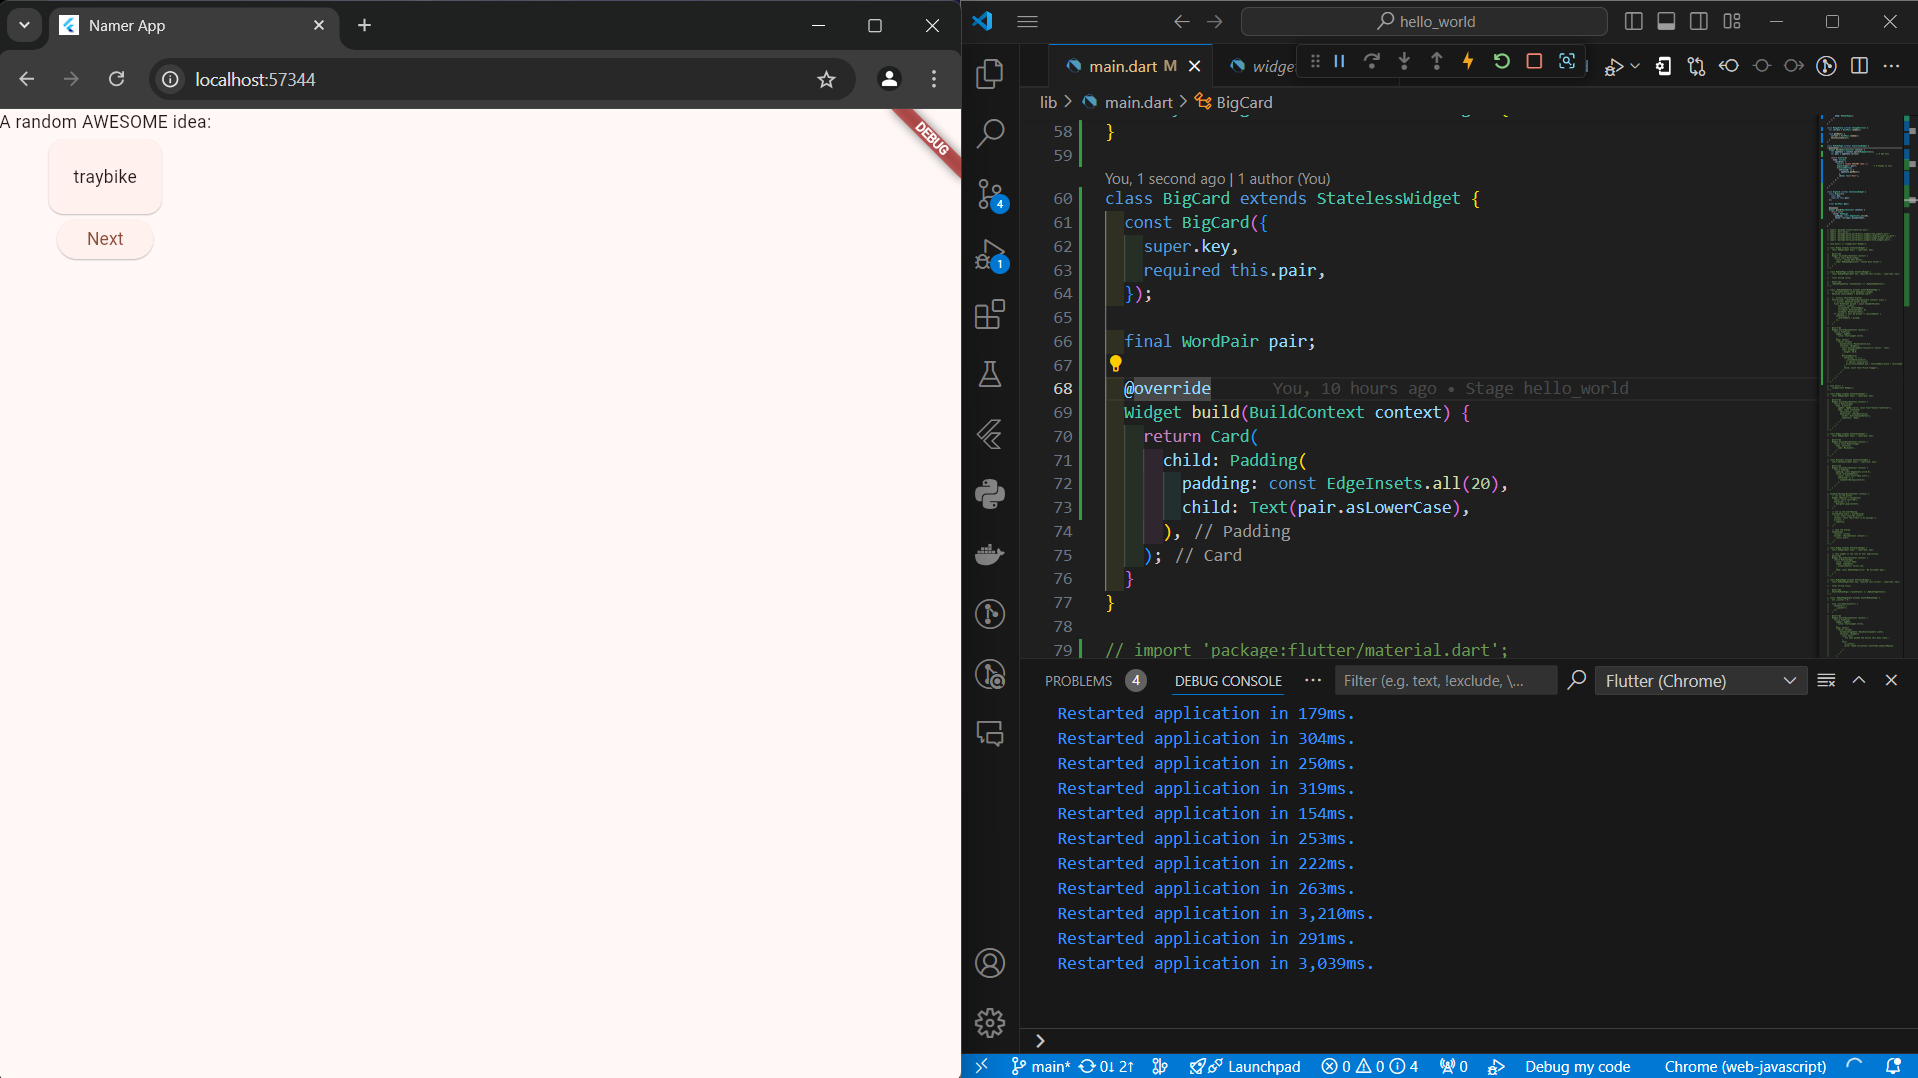 Namer App
localhost:57344
A random AWESOME idea:
traybike
Next
DEBUG
hello_world
main.dart M
widge
lib > main.dart > BigCard
58 }
59
You, 1 second ago | 1 author (You)
60 class BigCard extends StatelessWidget {
61 const BigCard({
62 super.key,
63 required this.pair,
64 });
65
66 final WordPair pair;
67
68 @override You, 10 hours ago • Stage hello_world
69 Widget build(BuildContext context) {
70 return Card(
71 child: Padding(
72 padding: const EdgeInsets.all(20),
73 child: Text(pair.asLowerCase),
74 ), // Padding
75 ); // Card
76 }
77 }
78
79 // import 'package:flutter/material.dart';
4
1
PROBLEMS 4 DEBUG CONSOLE ··· Filter (e.g. text, !exclude, \... Flutter (Chrome)
Restarted application in 179ms.
Restarted application in 304ms.
Restarted application in 250ms.
Restarted application in 319ms.
Restarted application in 154ms.
Restarted application in 253ms.
Restarted application in 222ms.
Restarted application in 263ms.
Restarted application in 3,210ms.
Restarted application in 291ms.
Restarted application in 3,039ms.
>
main* 0↓ 2↑ Launchpad 0 0 4 0 Debug my code Chrome (web-javascript)